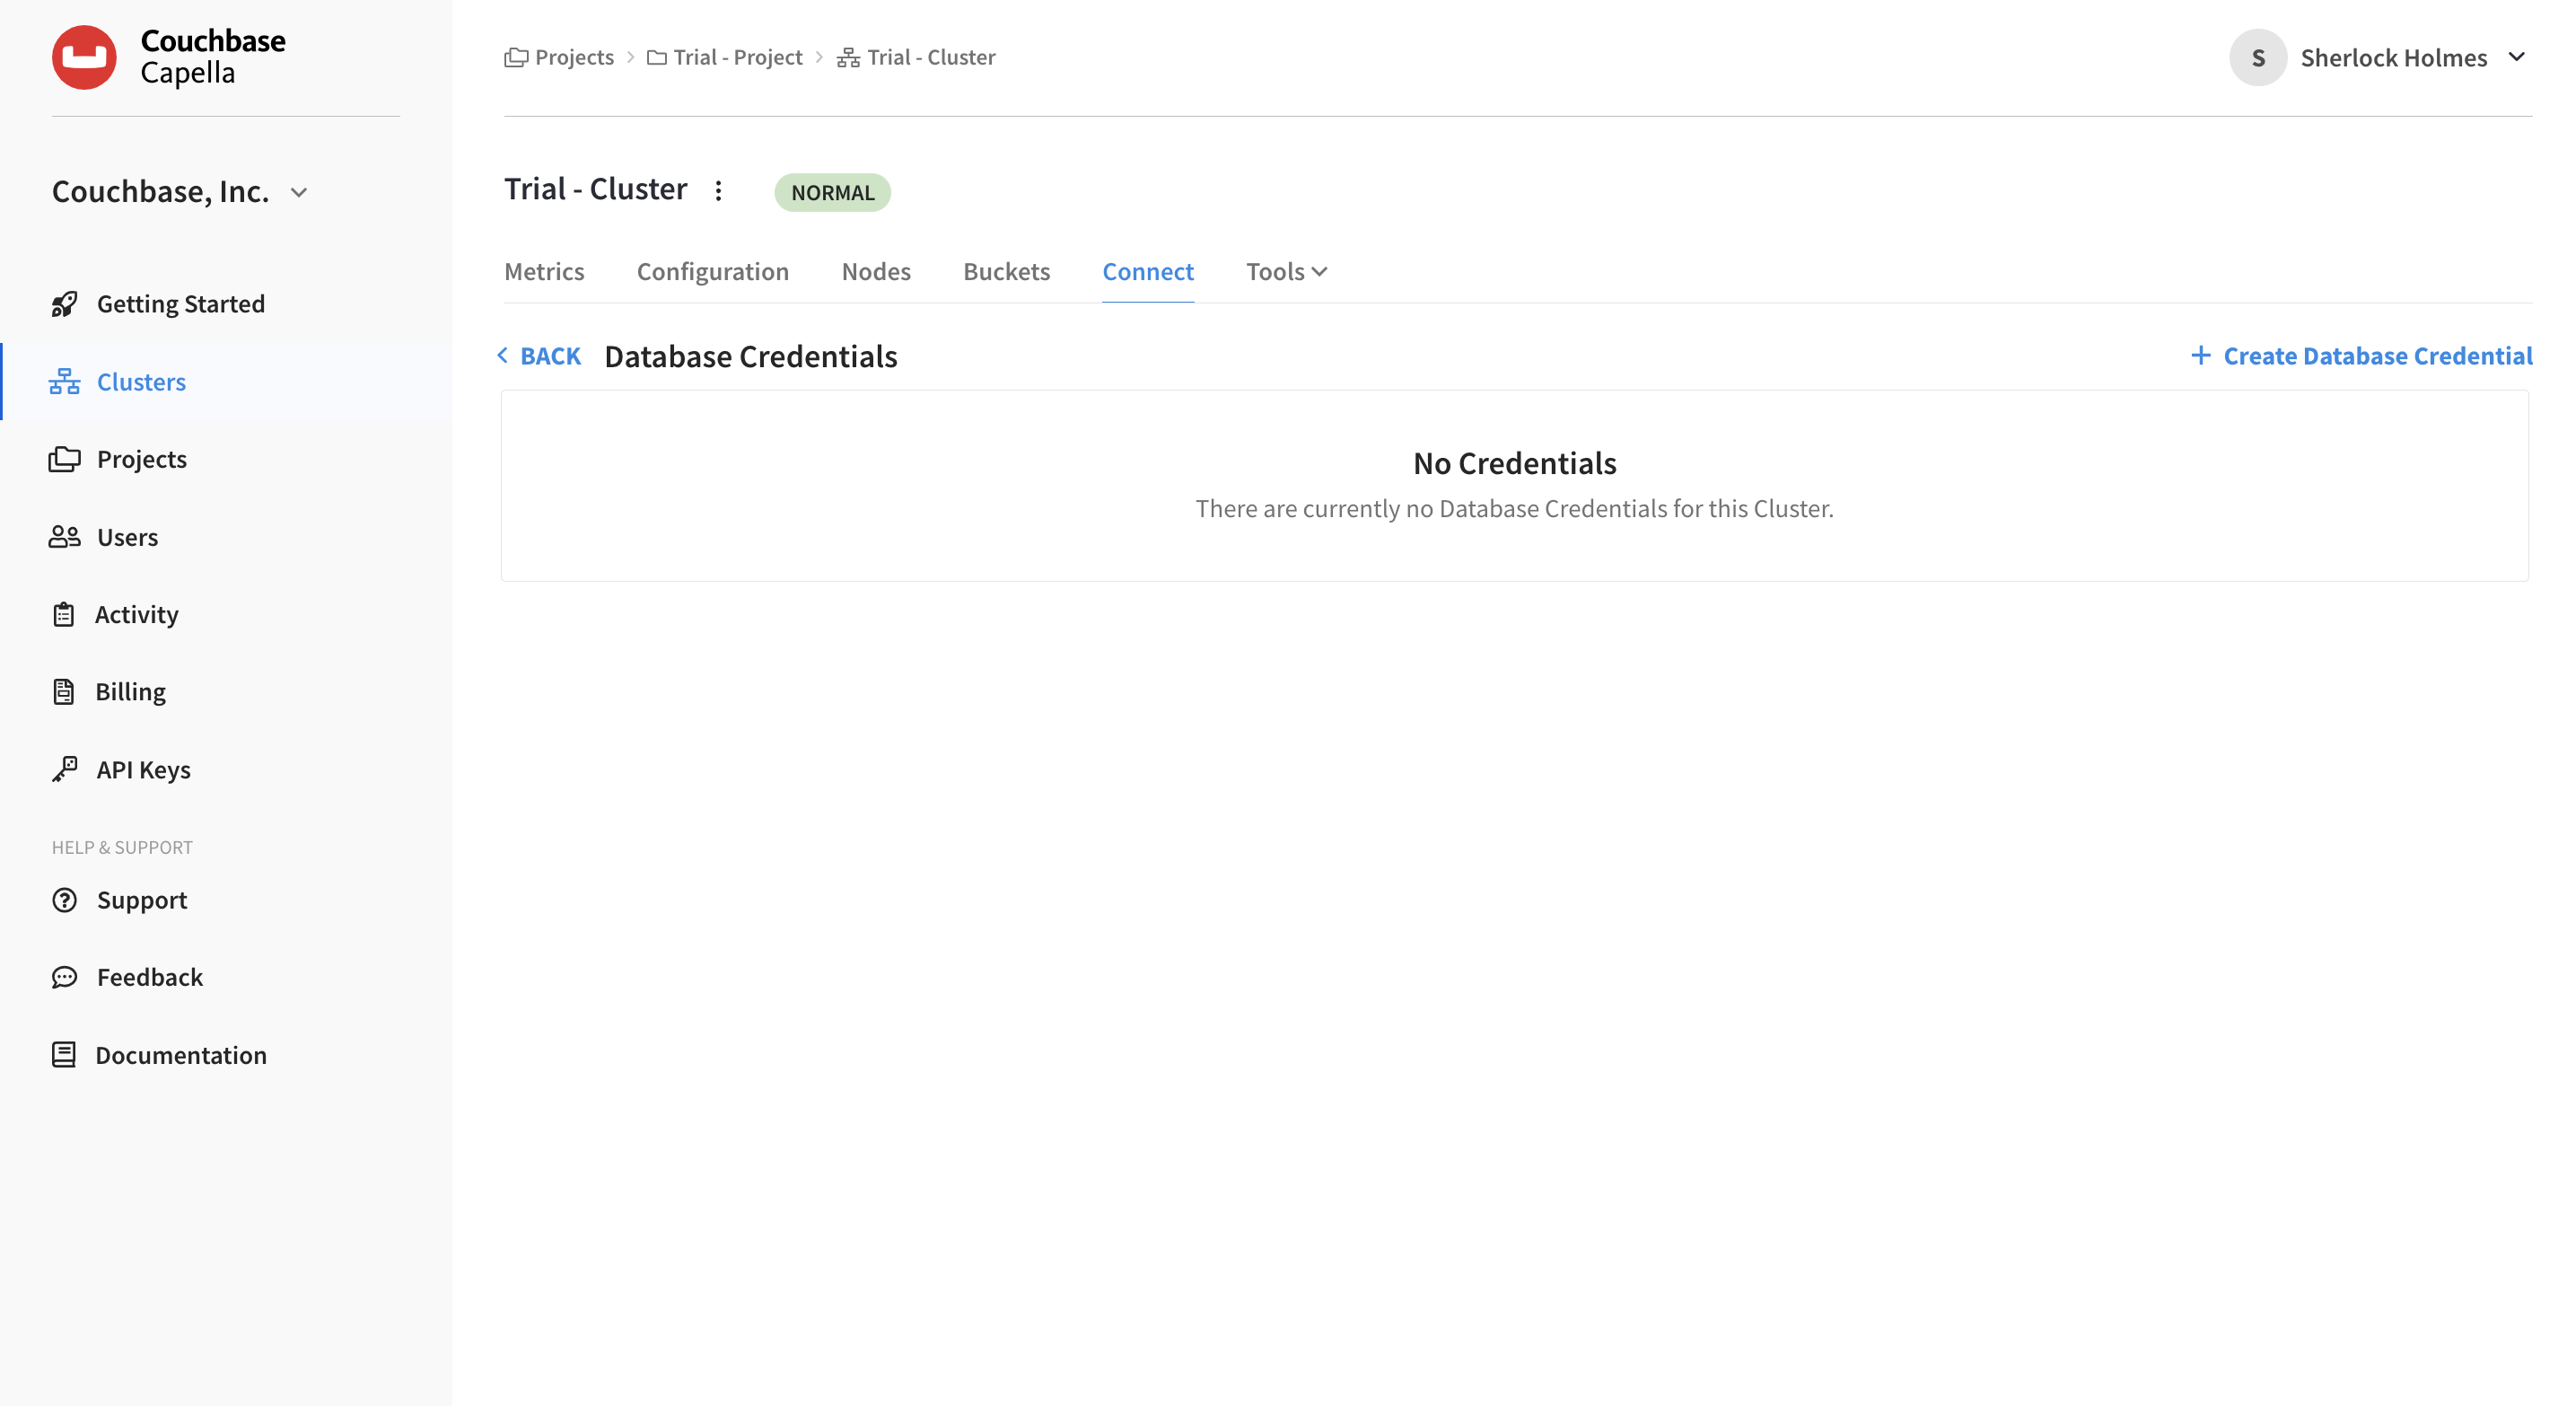 Couchbase
Capella
Couchbase, Inc.
Getting Started
Clusters
Projects
Users
Activity
Billing
API Keys
HELP & SUPPORT
Support
Feedback
Documentation
Projects > Trial - Project > Trial - Cluster
S Sherlock Holmes
Trial - Cluster NORMAL
Metrics Configuration Nodes Buckets Connect Tools
BACK Database Credentials + Create Database Credential
No Credentials
There are currently no Database Credentials for this Cluster.